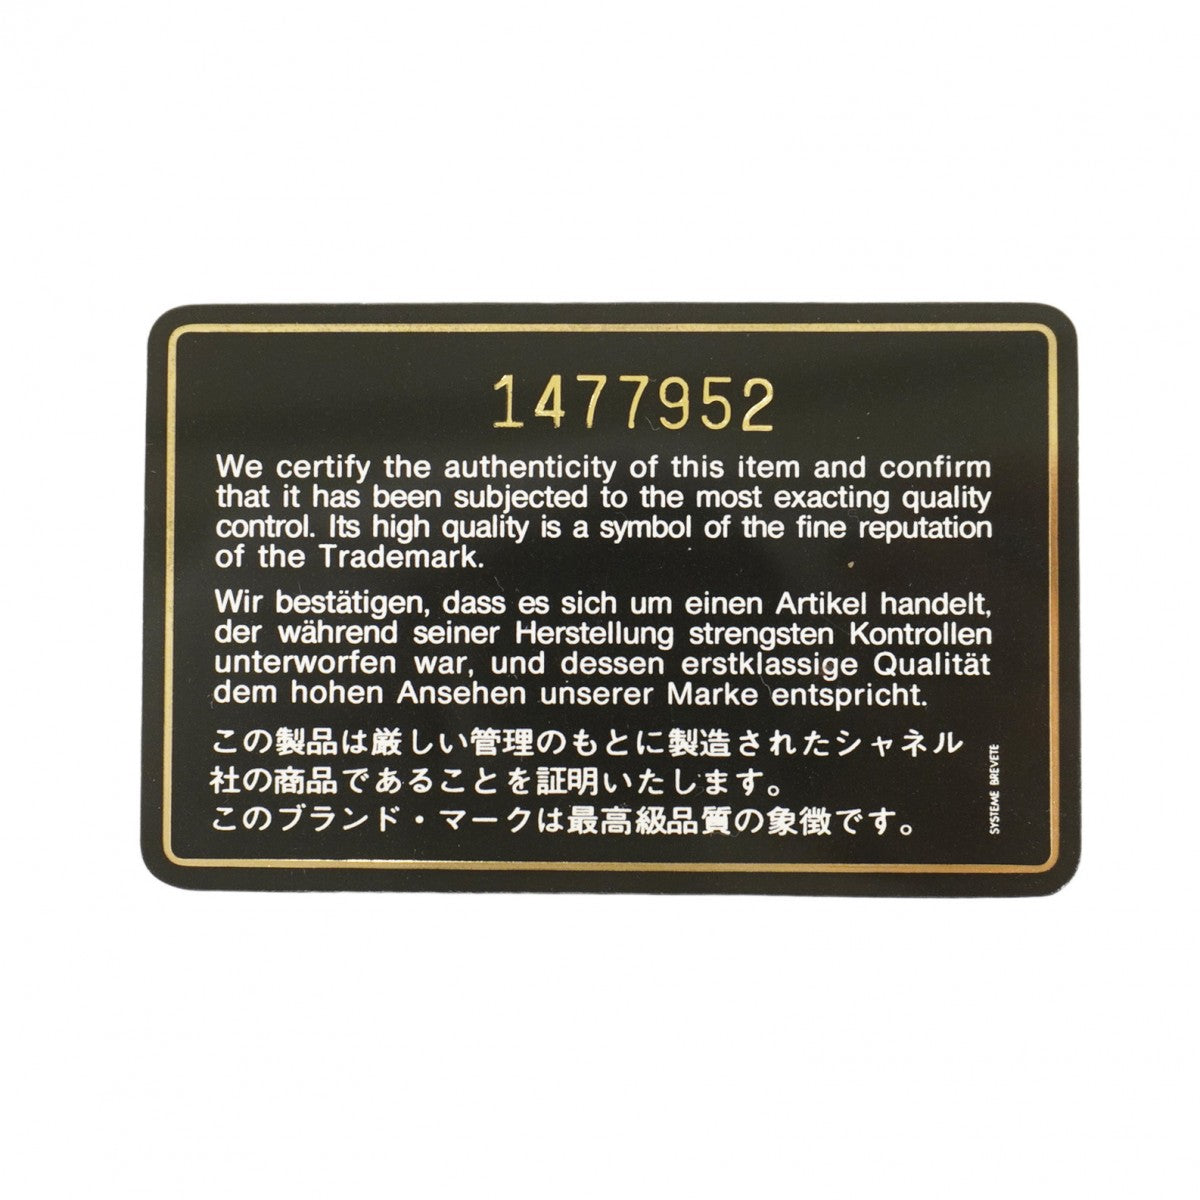 1477952
We certify the authenticity of this item and confirm
that it has been subjected to the most exacting quality
control. Its high quality is a symbol of the fine reputation
of the Trademark.
Wir bestätigen, dass es sich um einen Artikel handelt,
der während seiner Herstellung strengsten Kontrollen
unterworfen war, und dessen erstklassige Qualität
dem hohen Ansehen unserer Marke entspricht.
この製品は厳しい管理のもとに製造されたシャネル
社の商品であることを証明いたします。
このブランド・マークは最高級品質の象徴です。
SYSTEME BREVETE